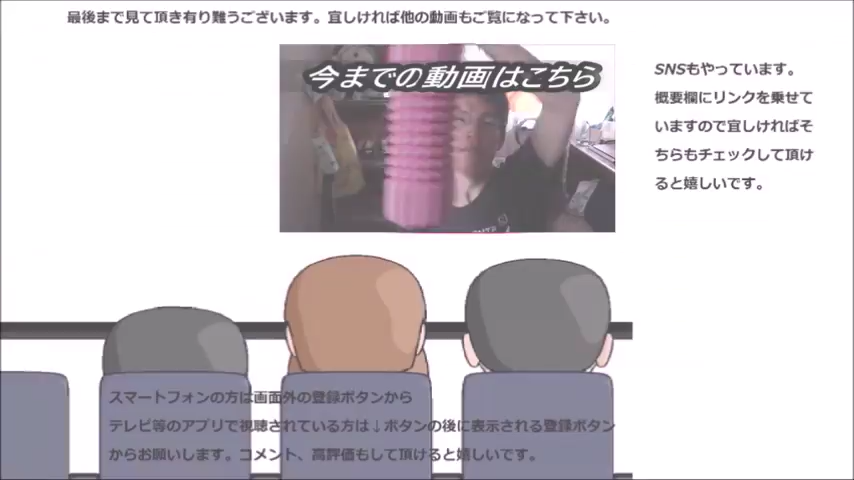 最後まで見て頂き有り難うございます。宜しければ他の動画もご覧になって下さい。
今までの動画はこちら
SNSもやっています。
概要欄にリンクを乗せて
いますので宜しければそ
ちらもチェックして頂け
ると嬉しいです。
スマートフォンの方は画面外の登録ボタンから
テレビ等のアプリで視聴されている方は↓ボタンの後に表示される登録ボタン
からお願いします。コメント、高評価もして頂けると嬉しいです。